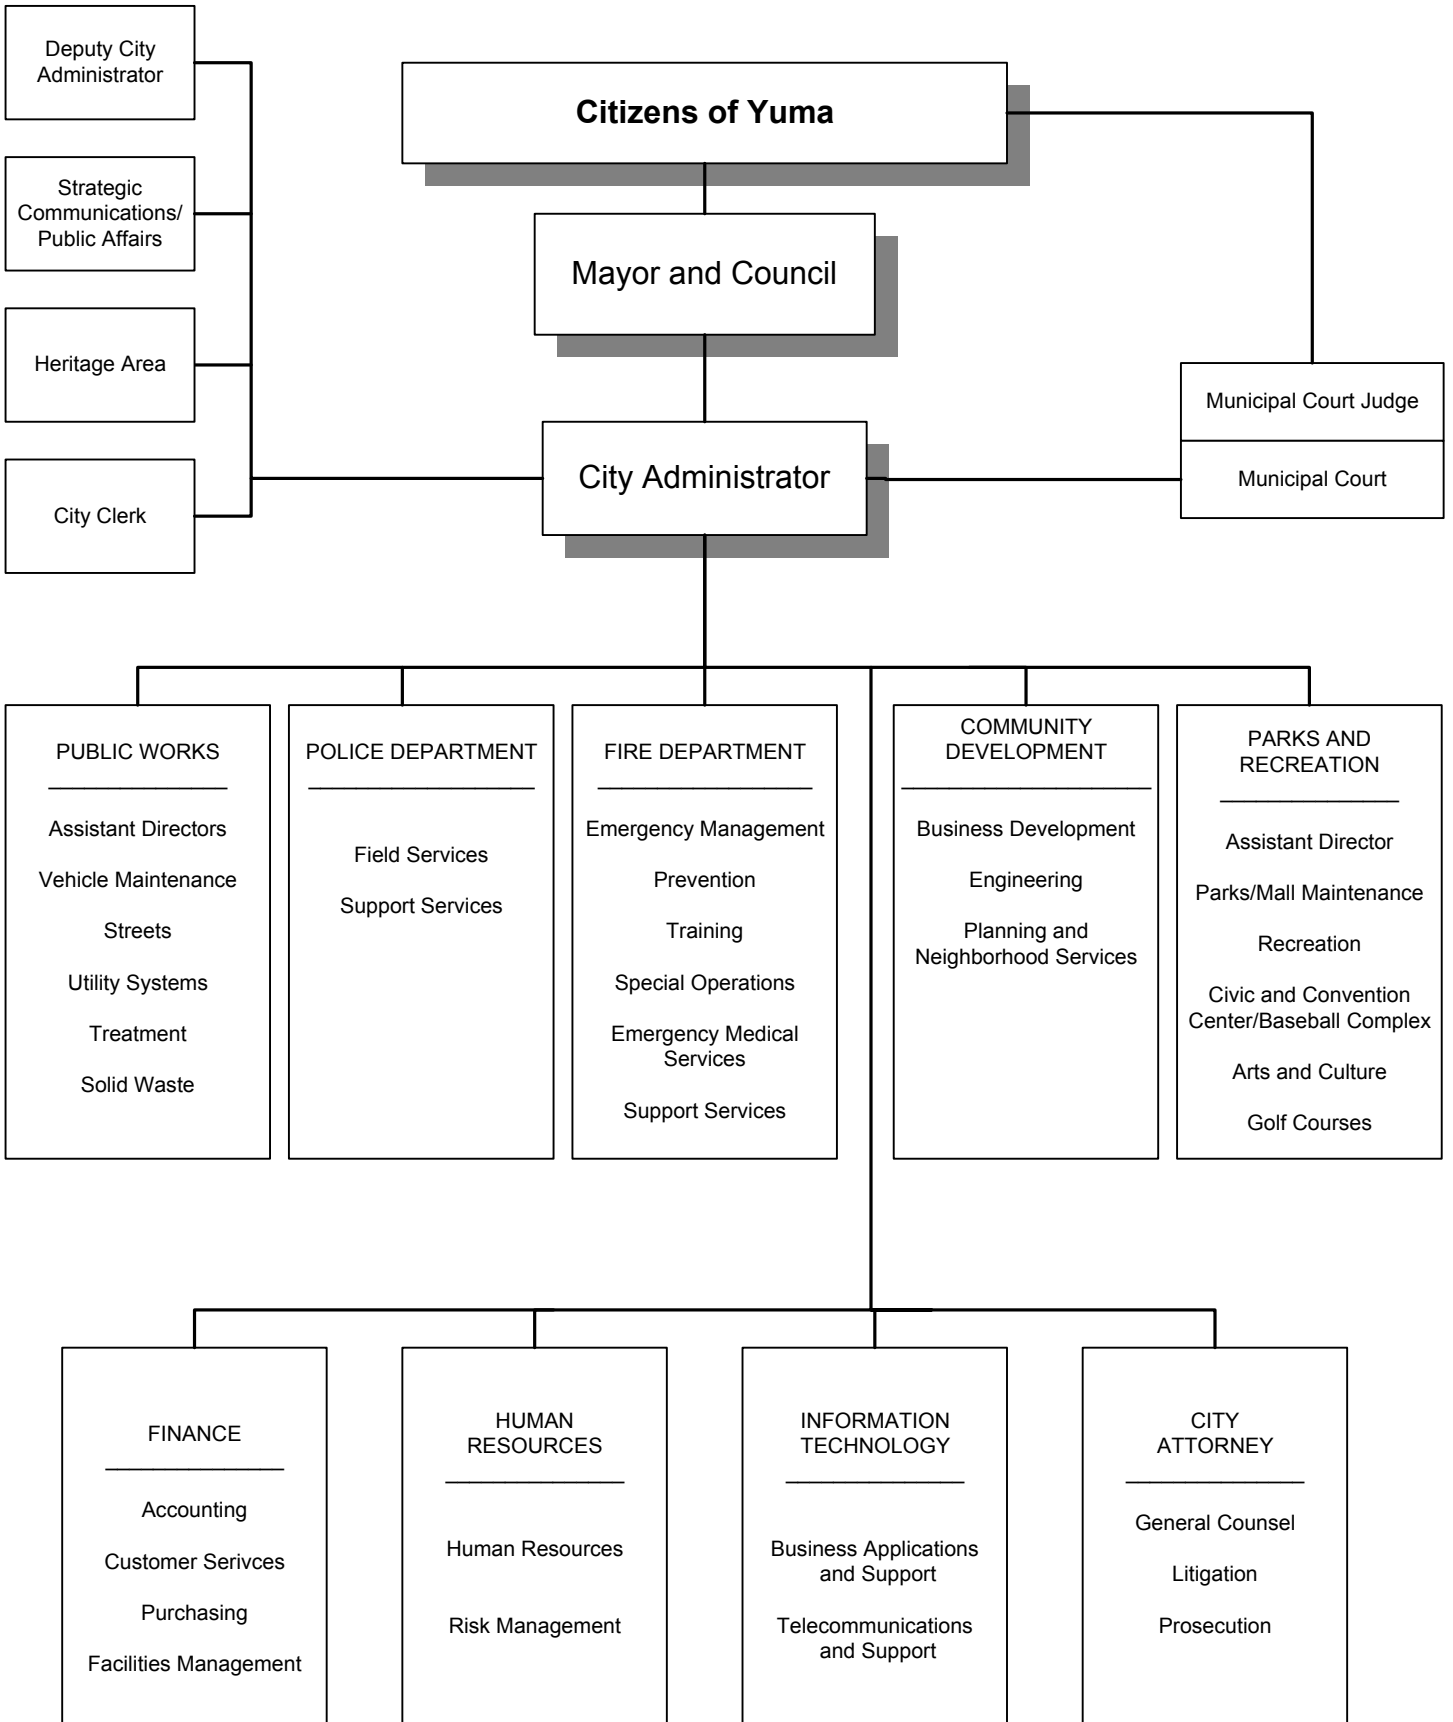 Deputy City
Administrator
Citizens of Yuma
Strategic
Communications/
Public Affairs
Mayor and Council
Heritage Area
Municipal Court Judge
City Administrator
Municipal Court
City Clerk
PUBLIC WORKS
Assistant Directors
Vehicle Maintenance
Streets
Utility Systems
Treatment
Solid Waste
POLICE DEPARTMENT
Field Services
Support Services
FIRE DEPARTMENT
Emergency Management
Prevention
Training
Special Operations
Emergency Medical
Services
Support Services
COMMUNITY
DEVELOPMENT
Business Development
Engineering
Planning and
Neighborhood Services
PARKS AND
RECREATION
Assistant Director
Parks/Mall Maintenance
Recreation
Civic and Convention
Center/Baseball Complex
Arts and Culture
Golf Courses
FINANCE
Accounting
Customer Serivces
Purchasing
Facilities Management
HUMAN
RESOURCES
Human Resources
Risk Management
INFORMATION
TECHNOLOGY
Business Applications
and Support
Telecommunications
and Support
CITY
ATTORNEY
General Counsel
Litigation
Prosecution